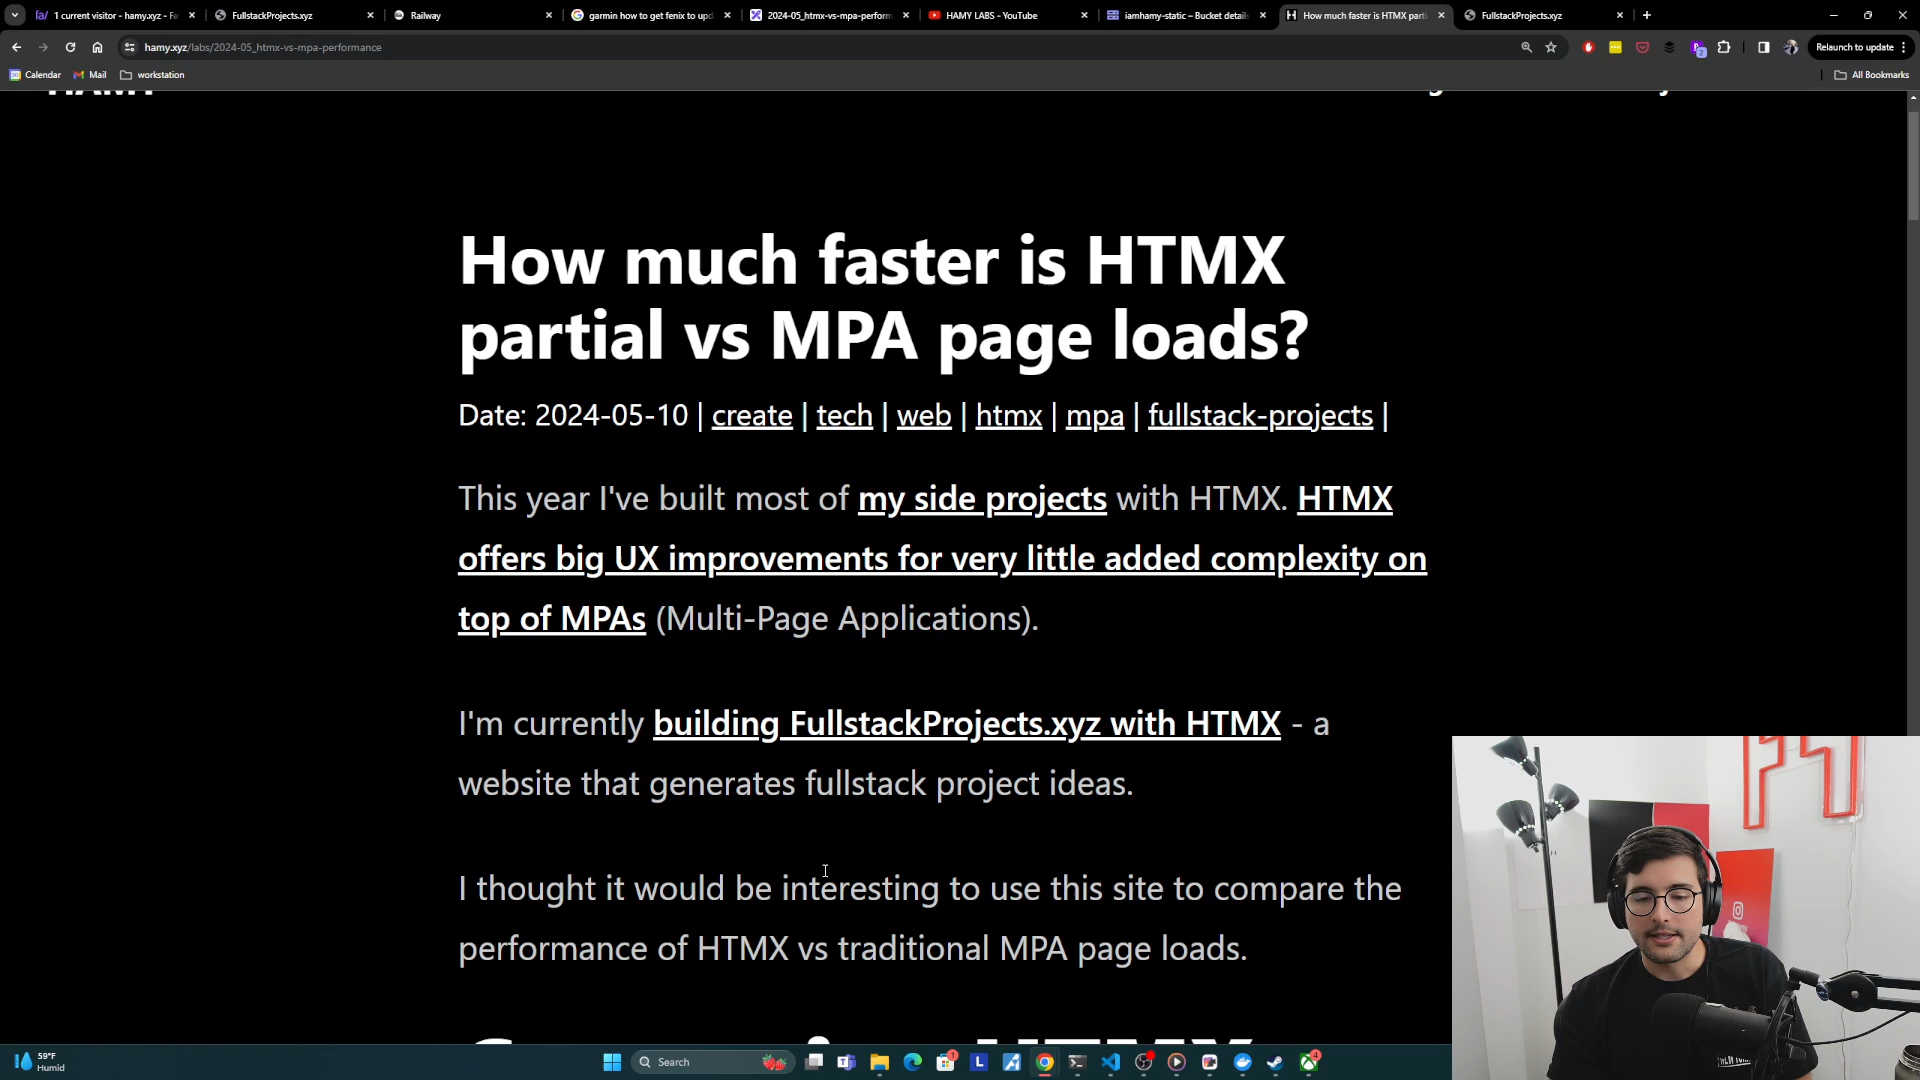 1 current visitor - hamy.xyz - Fa
FullstackProjects.xyz
Railway
garmin how to get fenix to upd
2024-05_htmx-vs-mpa-perform
HAMY LABS - YouTube
iamhamy-static – Bucket details
How much faster is HTMX parti
FullstackProjects.xyz
hamy.xyz/labs/2024-05_htmx-vs-mpa-performance
Relaunch to update
Calendar
Mail
workstation
All Bookmarks
How much faster is HTMX
partial vs MPA page loads?
Date: 2024-05-10 | create | tech | web | htmx | mpa | fullstack-projects |
This year I've built most of my side projects with HTMX. HTMX
offers big UX improvements for very little added complexity on
top of MPAs (Multi-Page Applications).
I'm currently building FullstackProjects.xyz with HTMX - a
website that generates fullstack project ideas.
I thought it would be interesting to use this site to compare the
performance of HTMX vs traditional MPA page loads.
59°F
Humid
Search